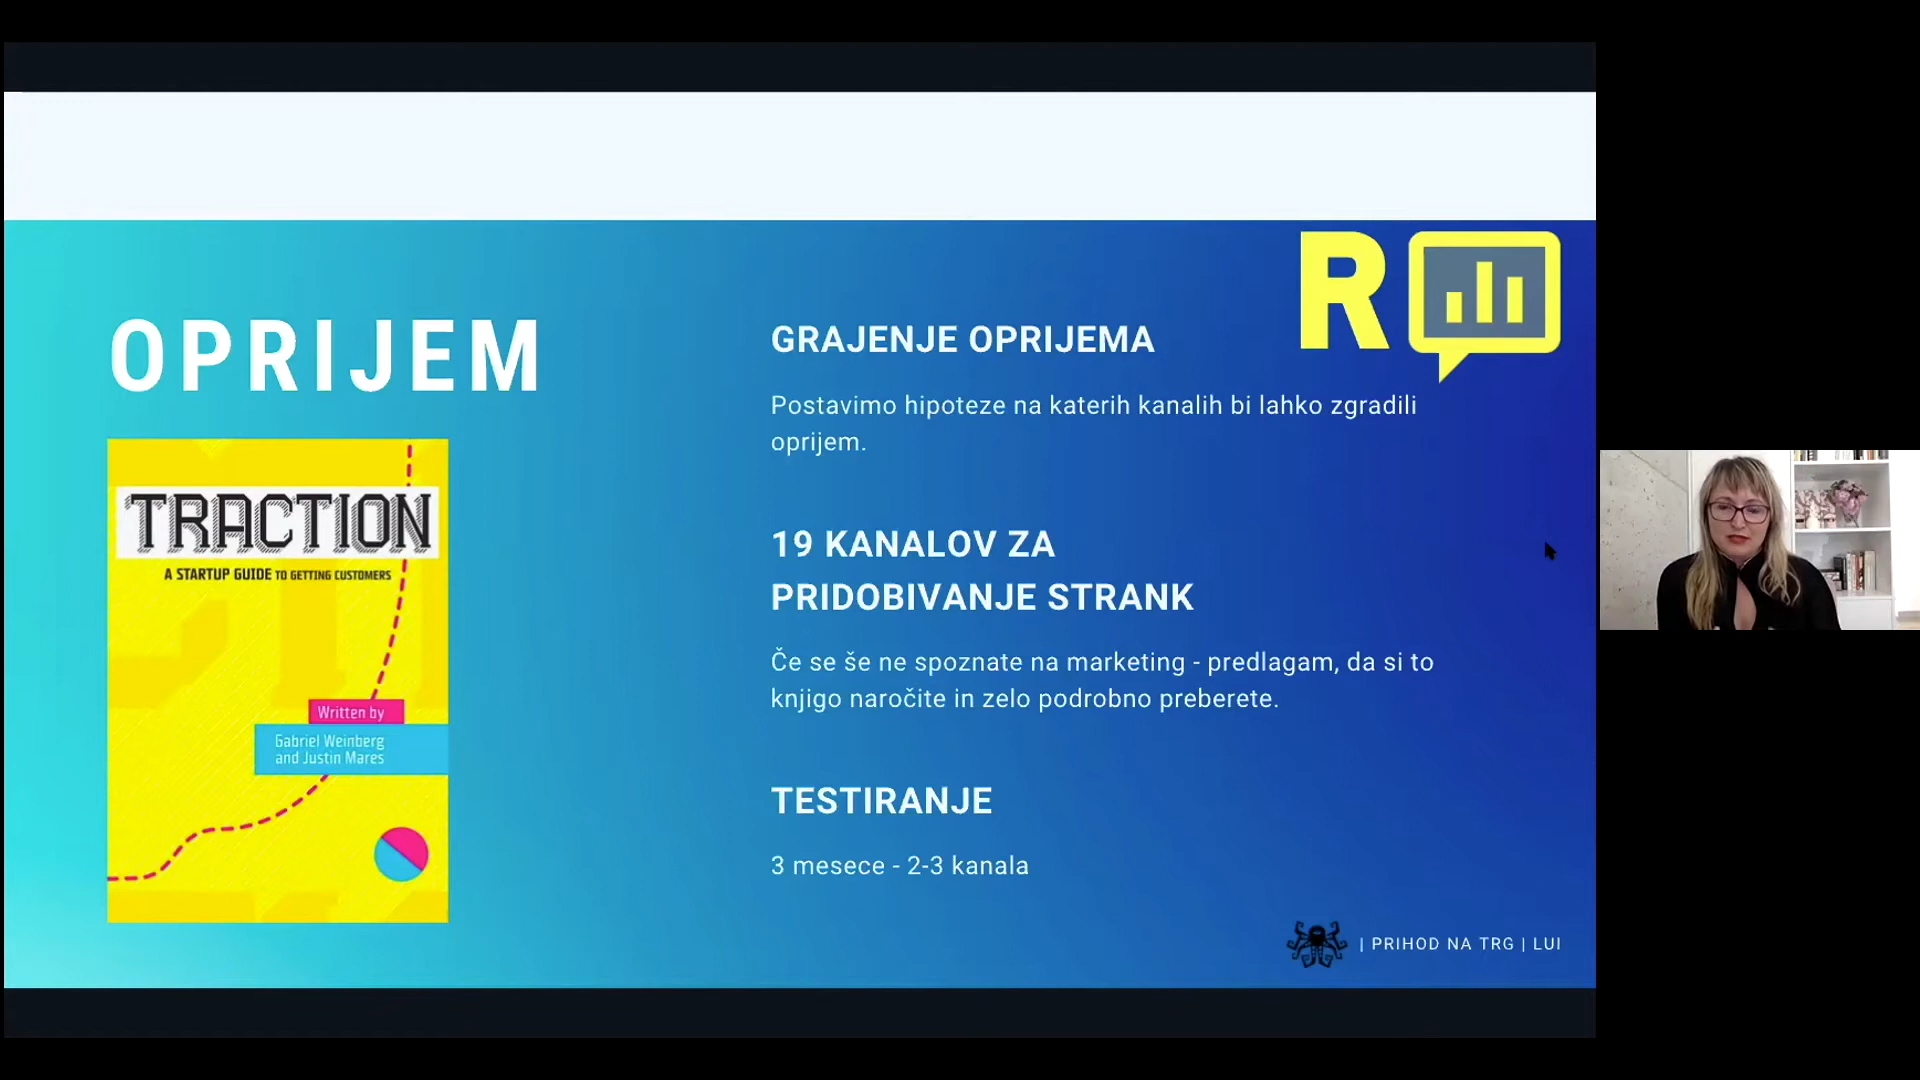 OPRIJEM
TRACTION
A STARTUP GUIDE TO GETTING CUSTOMERS
Written by
Gabriel Weinberg
and Justin Mares
R
GRAJENJE OPRIJEMA
Postavimo hipoteze na katerih kanalih bi lahko zgradili
oprijem.
19 KANALOV ZA
PRIDOBIVANJE STRANK
Če se še ne spoznate na marketing - predlagam, da si to
knjigo naročite in zelo podrobno preberete.
TESTIRANJE
3 mesece - 2-3 kanala
| PRIHOD NA TRG | LUI